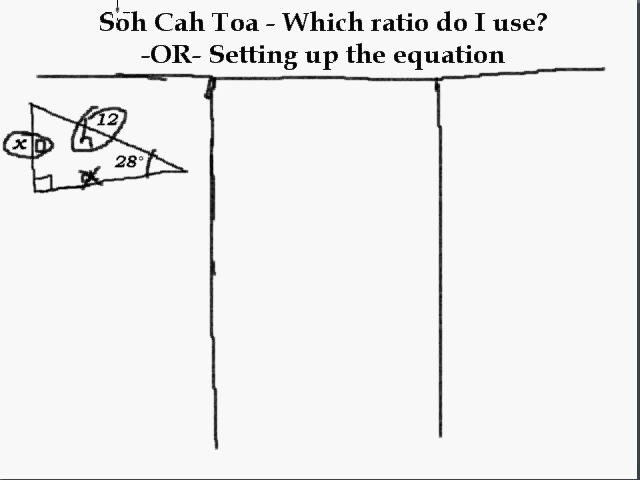 Soh Cah Toa - Which ratio do I use?
-OR- Setting up the equation
12
h
x
o
28°
a